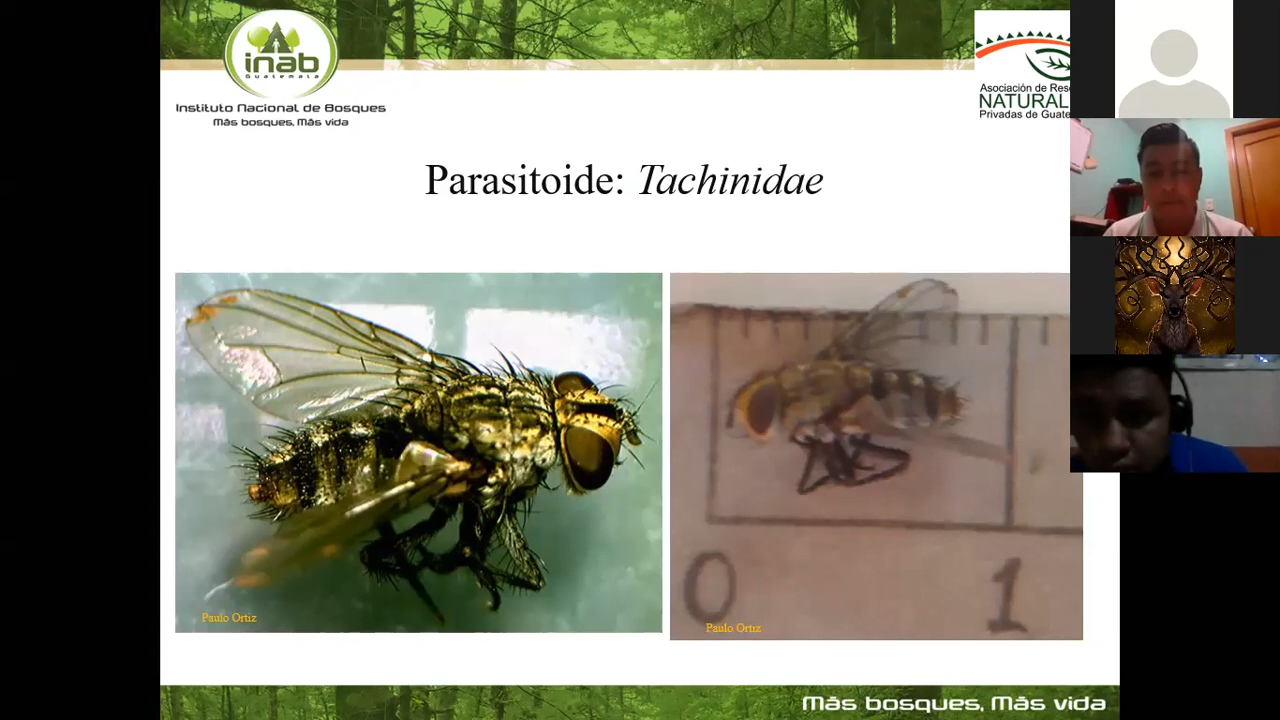 inab
Guatemala
Instituto Nacional de Bosques
Más bosques, Más vida
Asociación de Res
NATURAL
Privadas de Guate
Parasitoide: Tachinidae
Paulo Ortiz
0 1
Paulo Ortiz
Más bosques, Más vida